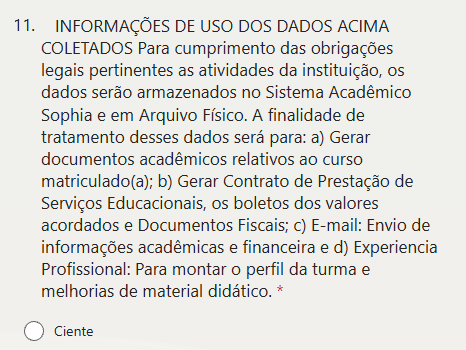 11. INFORMAÇÕES DE USO DOS DADOS ACIMA
COLETADOS Para cumprimento das obrigações
legais pertinentes as atividades da instituição, os
dados serão armazenados no Sistema Acadêmico
Sophia e em Arquivo Físico. A finalidade de
tratamento desses dados será para: a) Gerar
documentos acadêmicos relativos ao curso
matriculado(a); b) Gerar Contrato de Prestação de
Serviços Educacionais, os boletos dos valores
acordados e Documentos Fiscais; c) E-mail: Envio de
informações acadêmicas e financeira e d) Experiencia
Profissional: Para montar o perfil da turma e
melhorias de material didático. *
Ciente